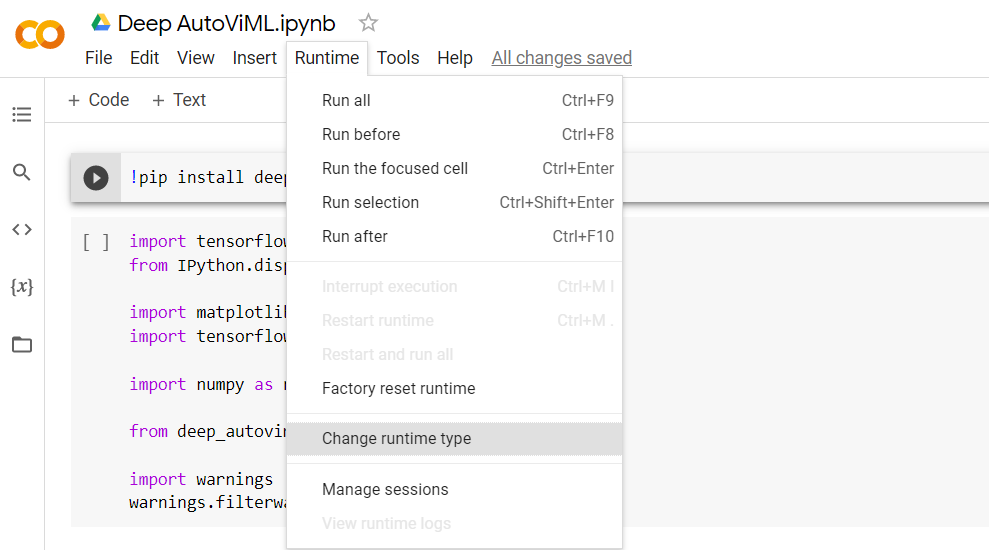 Deep AutoViML.ipynb
File Edit View Insert Runtime Tools Help All changes saved
+ Code + Text
!pip install deep
[ ] import tensorflow
from IPython.disp
import matplotlib
import tensorflow
import numpy as n
from deep_autovim
import warnings
warnings.filterwa
Run all Ctrl+F9
Run before Ctrl+F8
Run the focused cell Ctrl+Enter
Run selection Ctrl+Shift+Enter
Run after Ctrl+F10
Interrupt execution Ctrl+M I
Restart runtime Ctrl+M .
Restart and run all
Factory reset runtime
Change runtime type
Manage sessions
View runtime logs
{x}